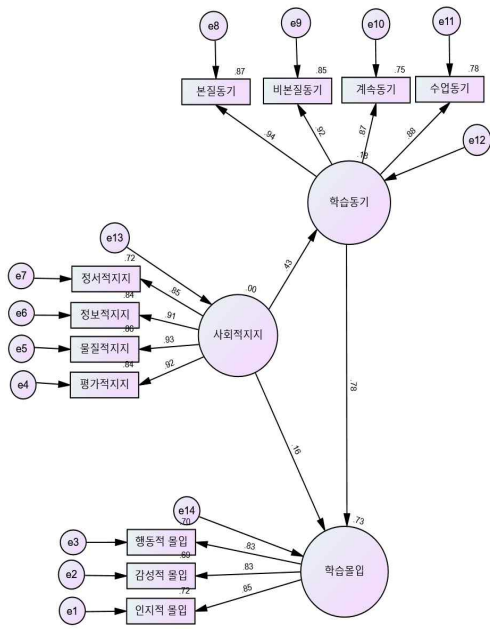 e8
e9
e10
e11
.87
.85
.75
.78
본질동기
비본질동기
계속동기
수업동기
.94
.92
.87
.88
e12
.18
학습동기
e13
.72
.00
.43
e7
정서적지지
.85
.84
e6
정보적지지
.91
사회적지지
e5
물질적지지
.93
.84
e4
평가적지지
.92
.78
.16
e14
.70
.73
e3
행동적 몰입
.83
e2
감성적 몰입
.83
학습몰입
.72
e1
인지적 몰입
.85